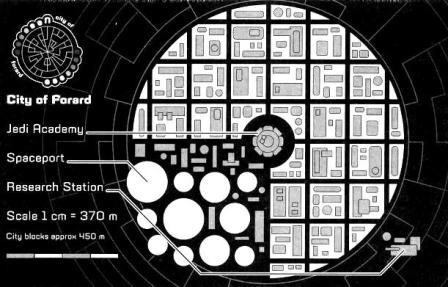 city of
Porard
City of Porard
Jedi Academy
Spaceport
Research Station
Scale 1 cm = 370 m
City blocks approx 450 m